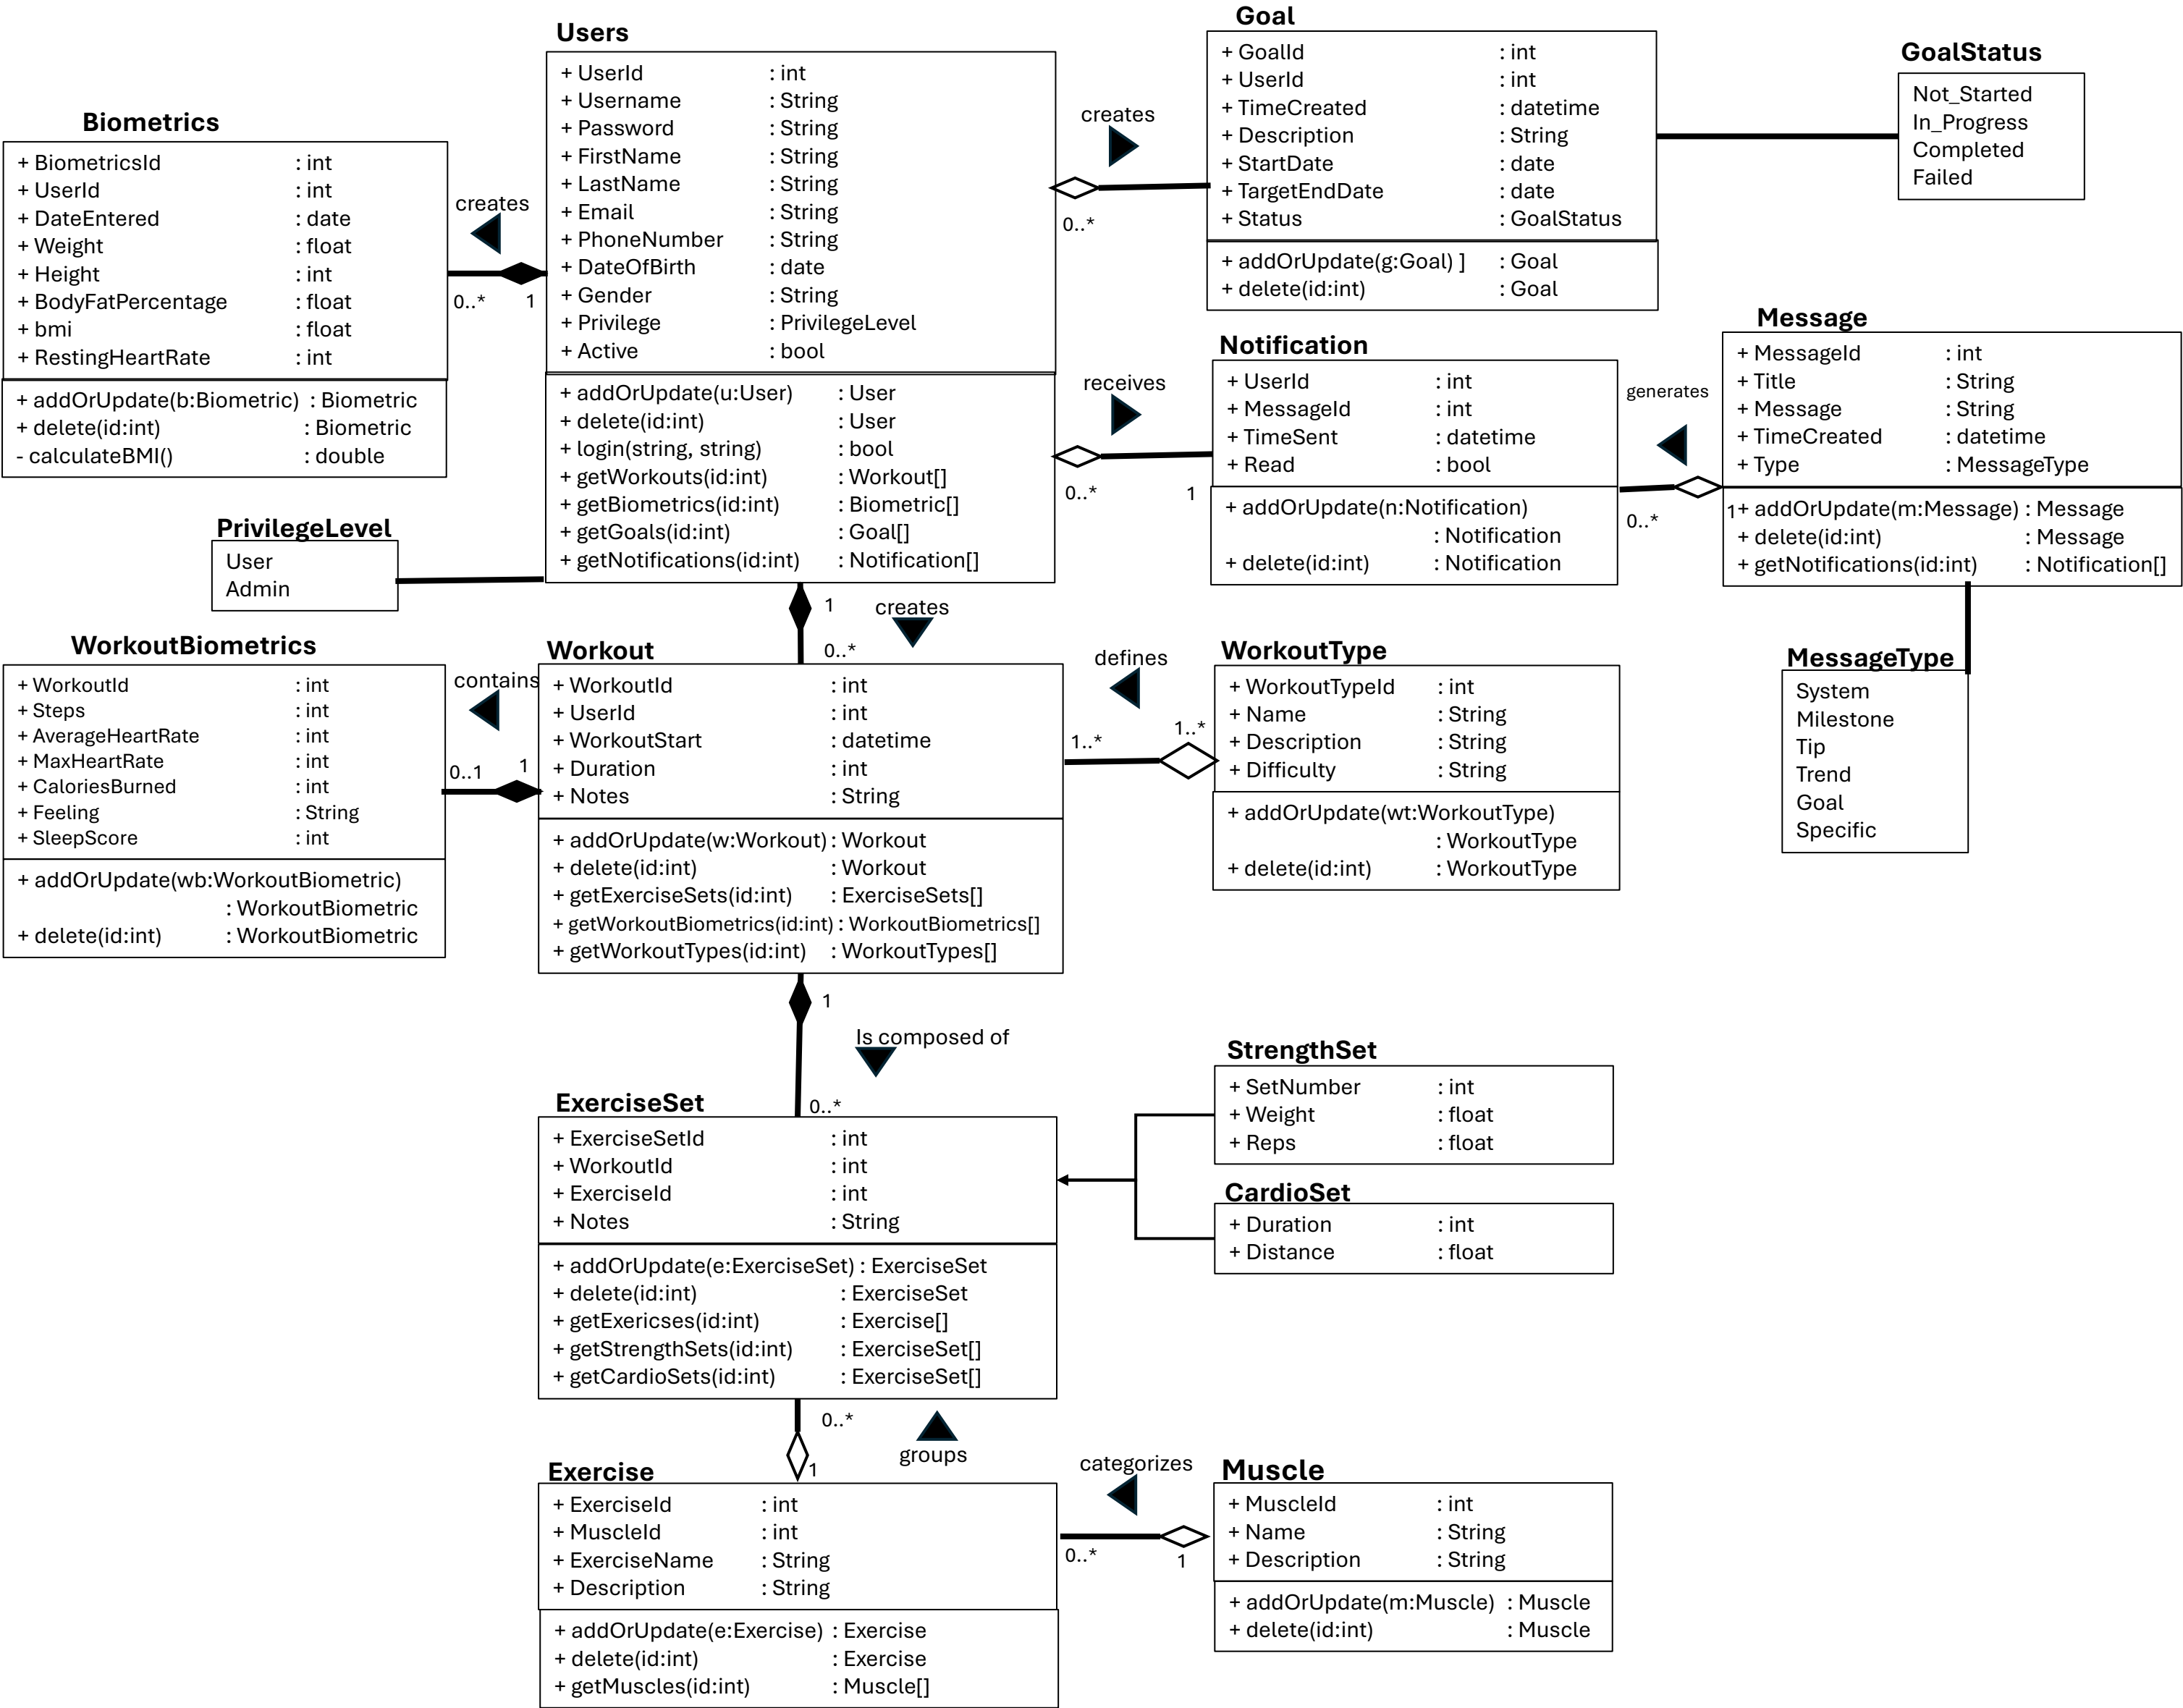 Users
+ UserId : int
+ Username : String
+ Password : String
+ FirstName : String
+ LastName : String
+ Email : String
+ PhoneNumber : String
+ DateOfBirth : date
+ Gender : String
+ Privilege : PrivilegeLevel
+ Active : bool
+ addOrUpdate(u:User) : User
+ delete(id:int) : User
+ login(string, string) : bool
+ getWorkouts(id:int) : Workout[]
+ getBiometrics(id:int) : Biometric[]
+ getGoals(id:int) : Goal[]
+ getNotifications(id:int) : Notification[]
Goal
+ GoalId : int
+ UserId : int
+ TimeCreated : datetime
+ Description : String
+ StartDate : date
+ TargetEndDate : date
+ Status : GoalStatus
+ addOrUpdate(g:Goal) ] : Goal
+ delete(id:int) : Goal
creates
0..*
GoalStatus
Not_Started
In_Progress
Completed
Failed
Biometrics
+ BiometricsId : int
+ UserId : int
+ DateEntered : date
+ Weight : float
+ Height : int
+ BodyFatPercentage : float
+ bmi : float
+ RestingHeartRate : int
+ addOrUpdate(b:Biometric) : Biometric
+ delete(id:int) : Biometric
- calculateBMI() : double
creates
0..* 1
Notification
+ UserId : int
+ MessageId : int
+ TimeSent : datetime
+ Read : bool
+ addOrUpdate(n:Notification)
: Notification
+ delete(id:int) : Notification
receives
0..* 1
Message
+ MessageId : int
+ Title : String
+ Message : String
+ TimeCreated : datetime
+ Type : MessageType
+ addOrUpdate(m:Message) : Message
+ delete(id:int) : Message
+ getNotifications(id:int) : Notification[]
generates
0..* 1
PrivilegeLevel
User
Admin
MessageType
System
Milestone
Tip
Trend
Goal
Specific
WorkoutBiometrics
+ WorkoutId : int
+ Steps : int
+ AverageHeartRate : int
+ MaxHeartRate : int
+ CaloriesBurned : int
+ Feeling : String
+ SleepScore : int
+ addOrUpdate(wb:WorkoutBiometric)
: WorkoutBiometric
+ delete(id:int) : WorkoutBiometric
contains
0..1 1
1 creates
0..*
Workout
+ WorkoutId : int
+ UserId : int
+ WorkoutStart : datetime
+ Duration : int
+ Notes : String
+ addOrUpdate(w:Workout) : Workout
+ delete(id:int) : Workout
+ getExerciseSets(id:int) : ExerciseSets[]
+ getWorkoutBiometrics(id:int) : WorkoutBiometrics[]
+ getWorkoutTypes(id:int) : WorkoutTypes[]
defines
1..* 1..*
WorkoutType
+ WorkoutTypeId : int
+ Name : String
+ Description : String
+ Difficulty : String
+ addOrUpdate(wt:WorkoutType)
: WorkoutType
+ delete(id:int) : WorkoutType
1
Is composed of
0..*
ExerciseSet
+ ExerciseSetId : int
+ WorkoutId : int
+ ExerciseId : int
+ Notes : String
+ addOrUpdate(e:ExerciseSet) : ExerciseSet
+ delete(id:int) : ExerciseSet
+ getExericses(id:int) : Exercise[]
+ getStrengthSets(id:int) : ExerciseSet[]
+ getCardioSets(id:int) : ExerciseSet[]
StrengthSet
+ SetNumber : int
+ Weight : float
+ Reps : float
CardioSet
+ Duration : int
+ Distance : float
0..*
groups
1
Exercise
+ ExerciseId : int
+ MuscleId : int
+ ExerciseName : String
+ Description : String
+ addOrUpdate(e:Exercise) : Exercise
+ delete(id:int) : Exercise
+ getMuscles(id:int) : Muscle[]
categorizes
0..* 1
Muscle
+ MuscleId : int
+ Name : String
+ Description : String
+ addOrUpdate(m:Muscle) : Muscle
+ delete(id:int) : Muscle